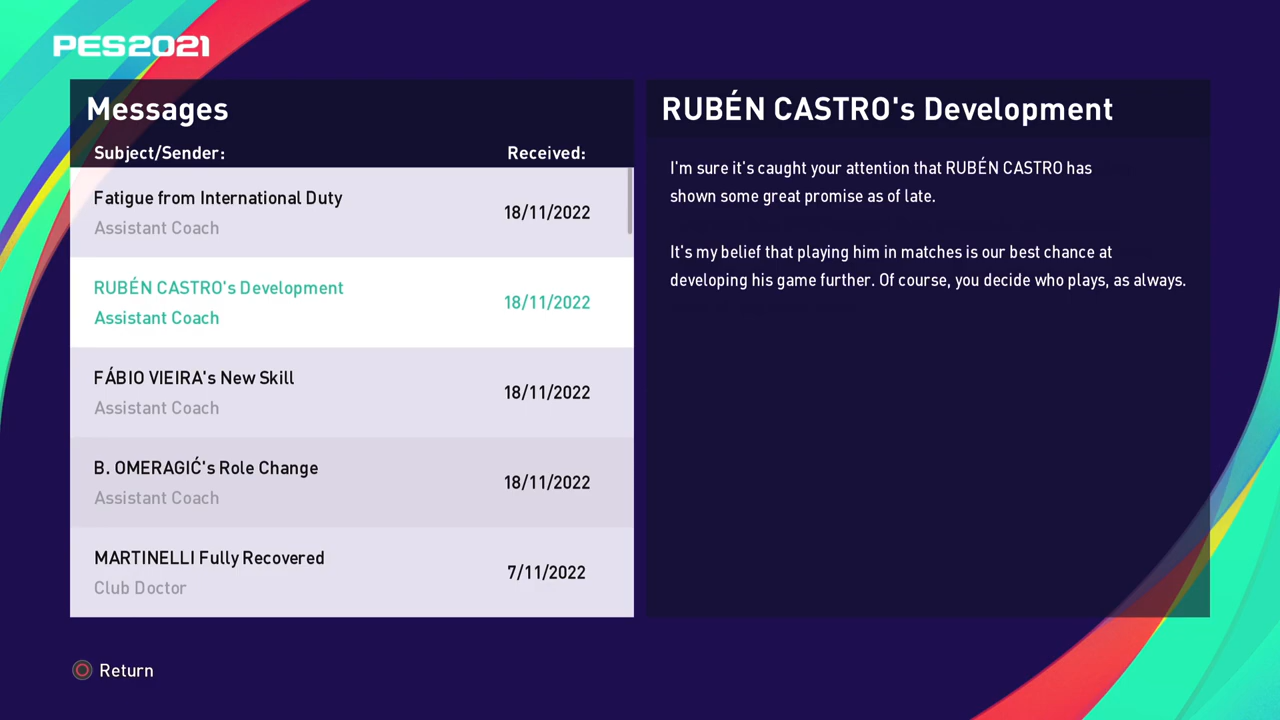 PES2021
Messages
Subject/Sender: Received:
Fatigue from International Duty
Assistant Coach
18/11/2022
RUBÉN CASTRO's Development
Assistant Coach
18/11/2022
FÁBIO VIEIRA's New Skill
Assistant Coach
18/11/2022
B. OMERAGIĆ's Role Change
Assistant Coach
18/11/2022
MARTINELLI Fully Recovered
Club Doctor
7/11/2022
RUBÉN CASTRO's Development
I'm sure it's caught your attention that RUBÉN CASTRO has
shown some great promise as of late.
It's my belief that playing him in matches is our best chance at
developing his game further. Of course, you decide who plays, as always.
Return